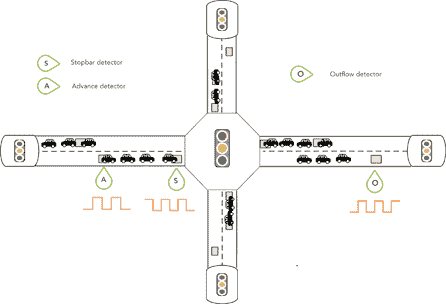 S Stopbar detector
O Outflow detector
A Advance detector
A
S
O